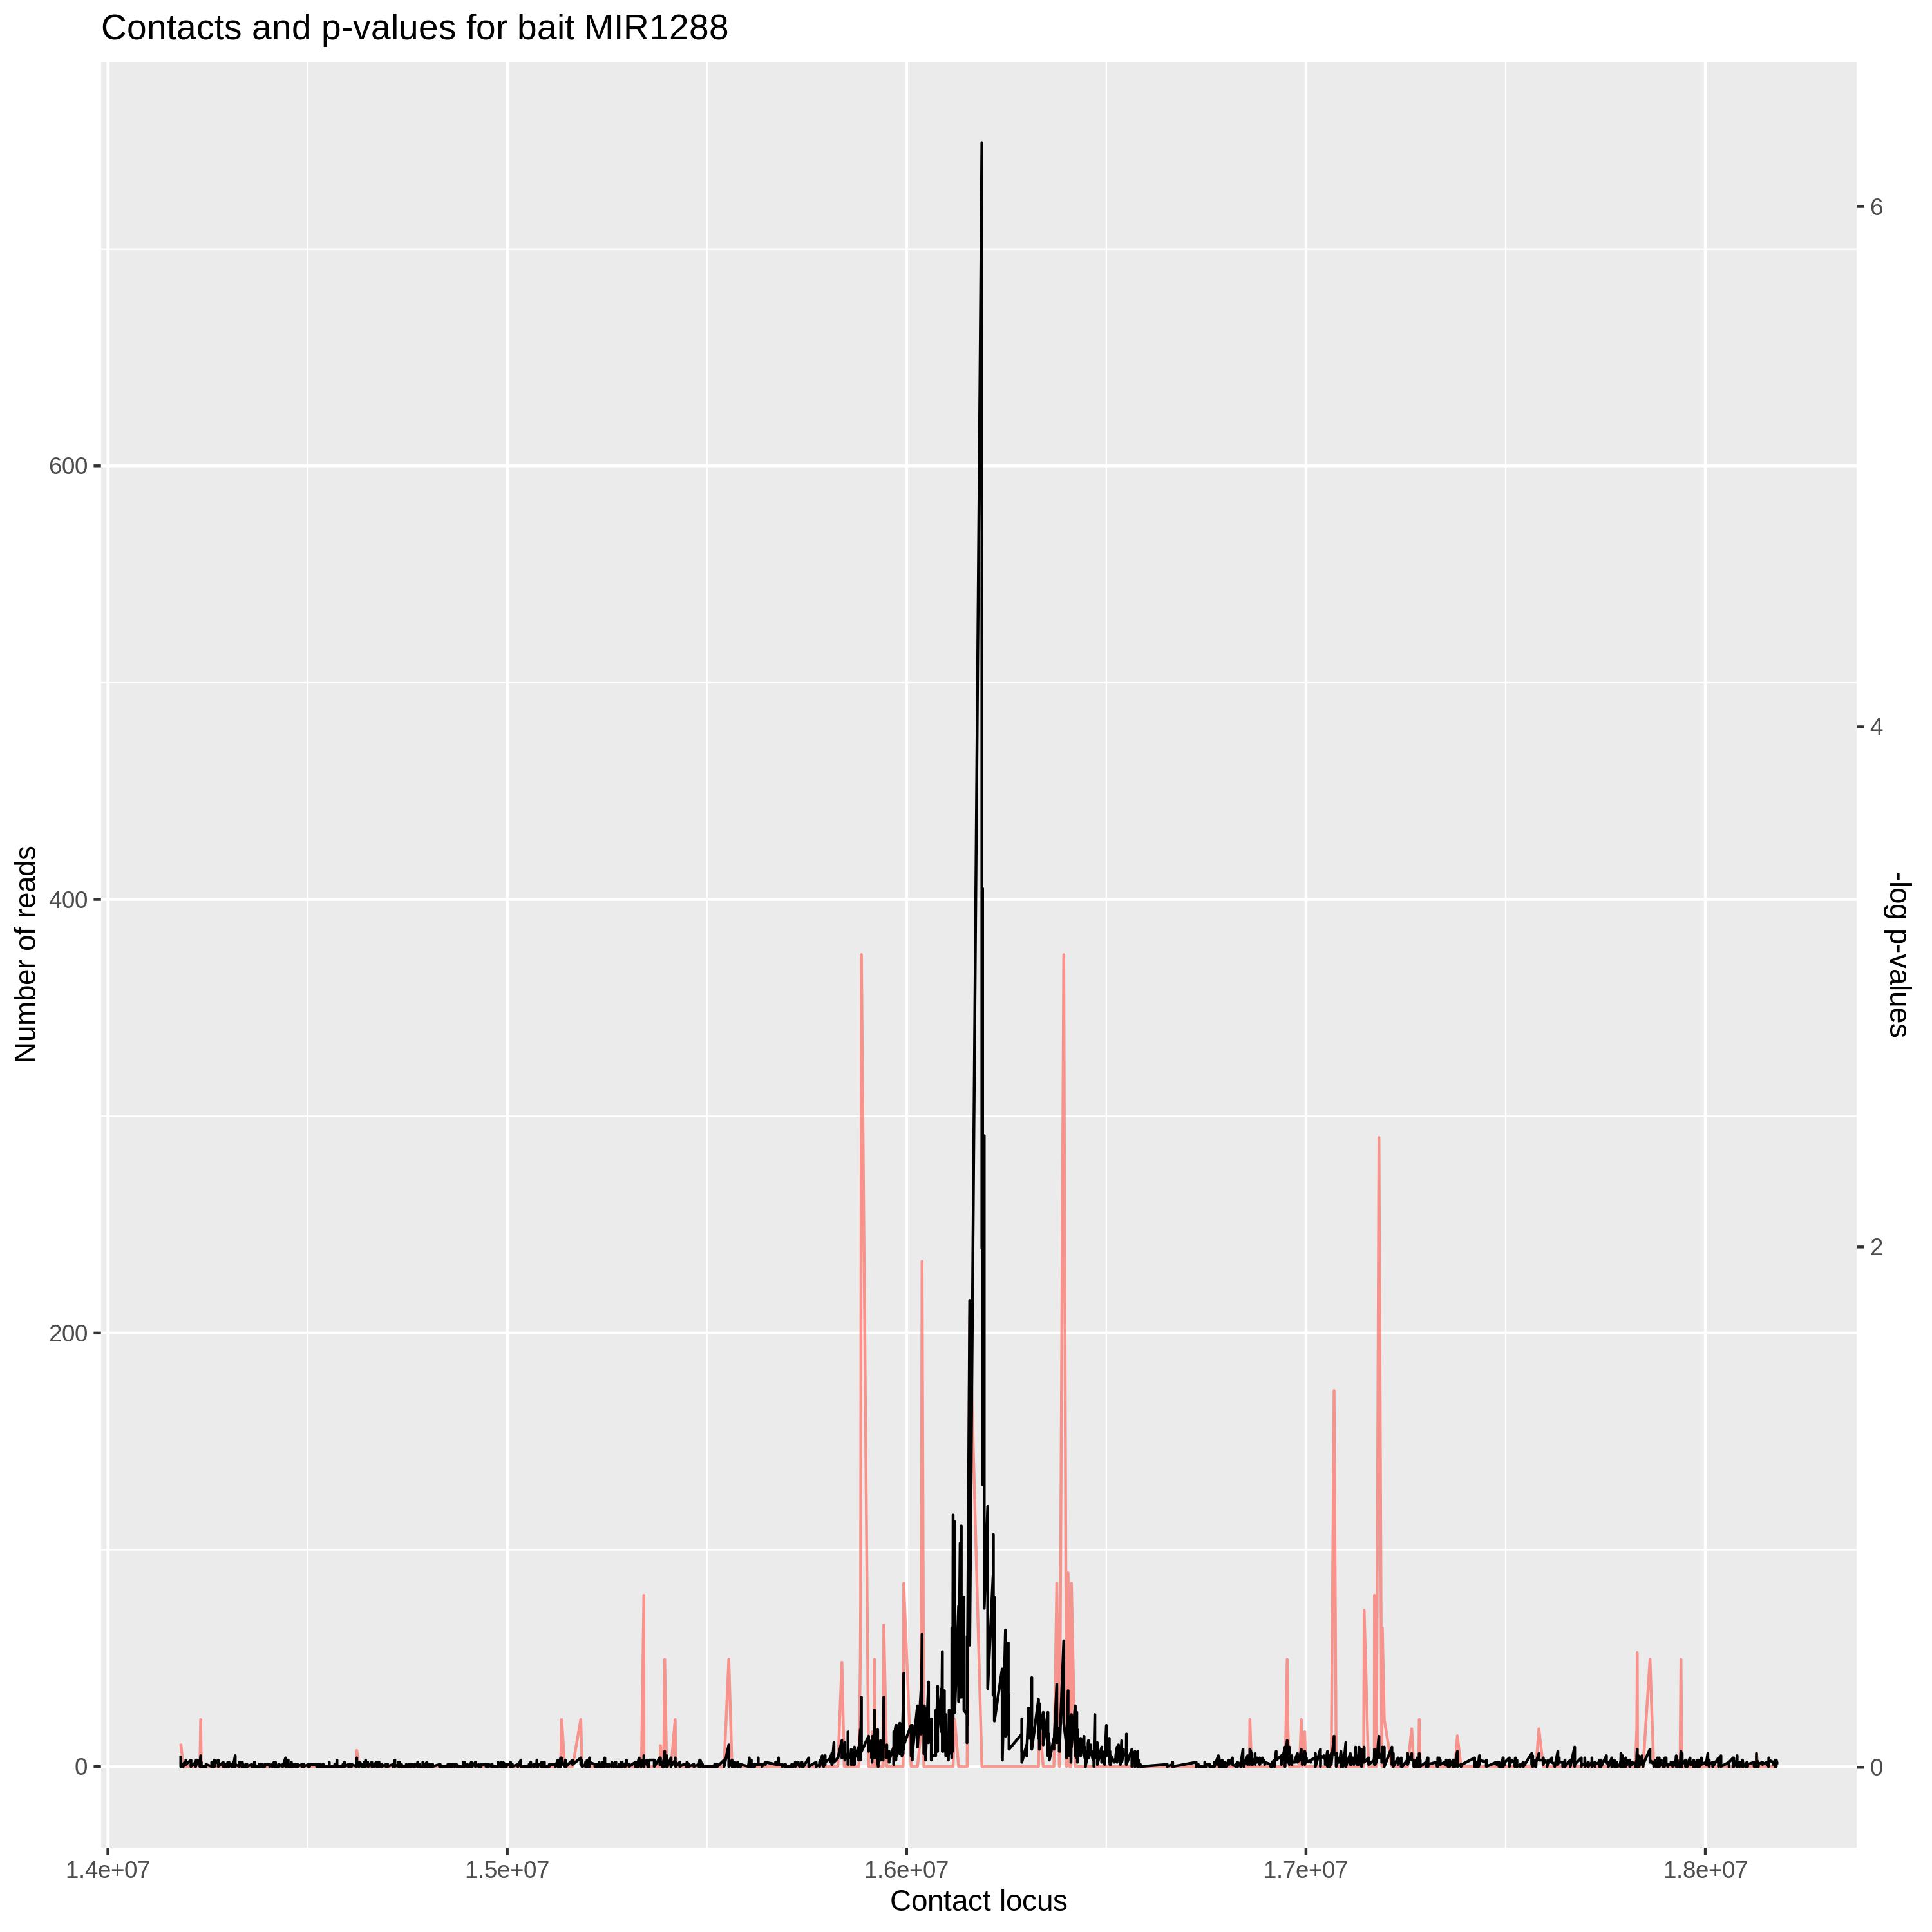 Contacts and p-values for bait MIR1288
Number of reads
600
400
200
0
6
4
2
0
-log p-values
1.4e+07
1.5e+07
1.6e+07
1.7e+07
1.8e+07
Contact locus